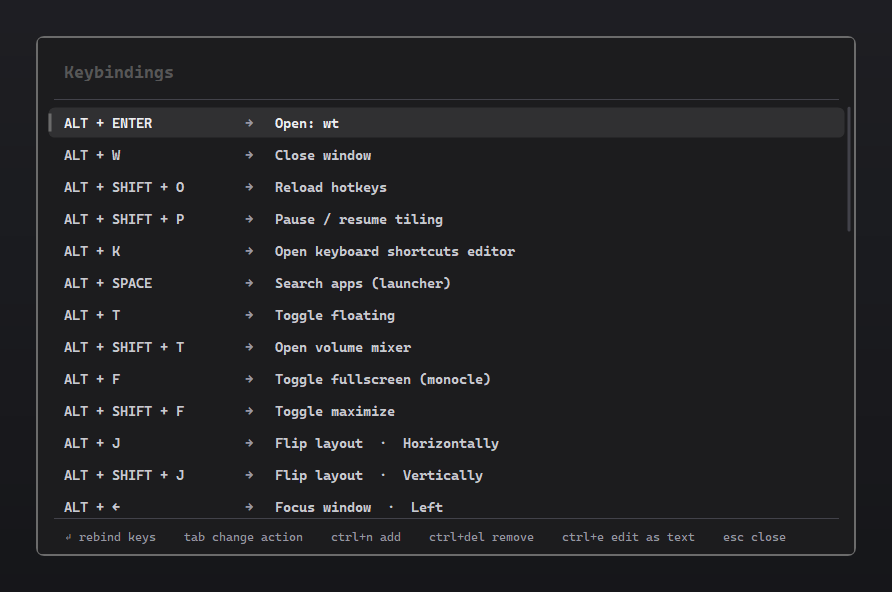 Keybindings
ALT + ENTER → Open: wt
ALT + W → Close window
ALT + SHIFT + O → Reload hotkeys
ALT + SHIFT + P → Pause / resume tiling
ALT + K → Open keyboard shortcuts editor
ALT + SPACE → Search apps (launcher)
ALT + T → Toggle floating
ALT + SHIFT + T → Open volume mixer
ALT + F → Toggle fullscreen (monocle)
ALT + SHIFT + F → Toggle maximize
ALT + J → Flip layout · Horizontally
ALT + SHIFT + J → Flip layout · Vertically
ALT + ← → Focus window · Left
↲ rebind keys tab change action ctrl+n add ctrl+del remove ctrl+e edit as text esc close